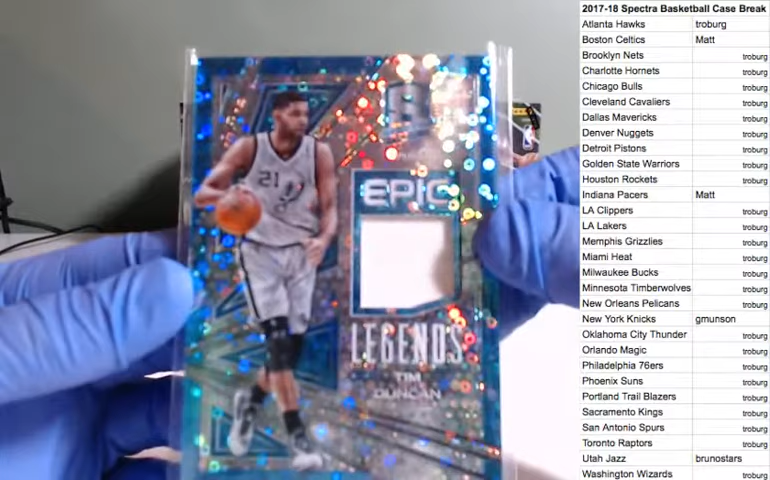 2017-18 Spectra Basketball Case Break
Atlanta Hawks troburg
Boston Celtics Matt
Brooklyn Nets troburg
Charlotte Hornets troburg
Chicago Bulls troburg
Cleveland Cavaliers troburg
Dallas Mavericks troburg
Denver Nuggets troburg
Detroit Pistons troburg
Golden State Warriors troburg
Houston Rockets troburg
Indiana Pacers Matt
LA Clippers troburg
LA Lakers troburg
Memphis Grizzlies troburg
Miami Heat troburg
Milwaukee Bucks troburg
Minnesota Timberwolves troburg
New Orleans Pelicans troburg
New York Knicks gmunson
Oklahoma City Thunder troburg
Orlando Magic troburg
Philadelphia 76ers troburg
Phoenix Suns troburg
Portland Trail Blazers troburg
Sacramento Kings troburg
San Antonio Spurs troburg
Toronto Raptors troburg
Utah Jazz brunostars
Washington Wizards troburg
21
EPIC
LEGENDS
TIM
DUNCAN